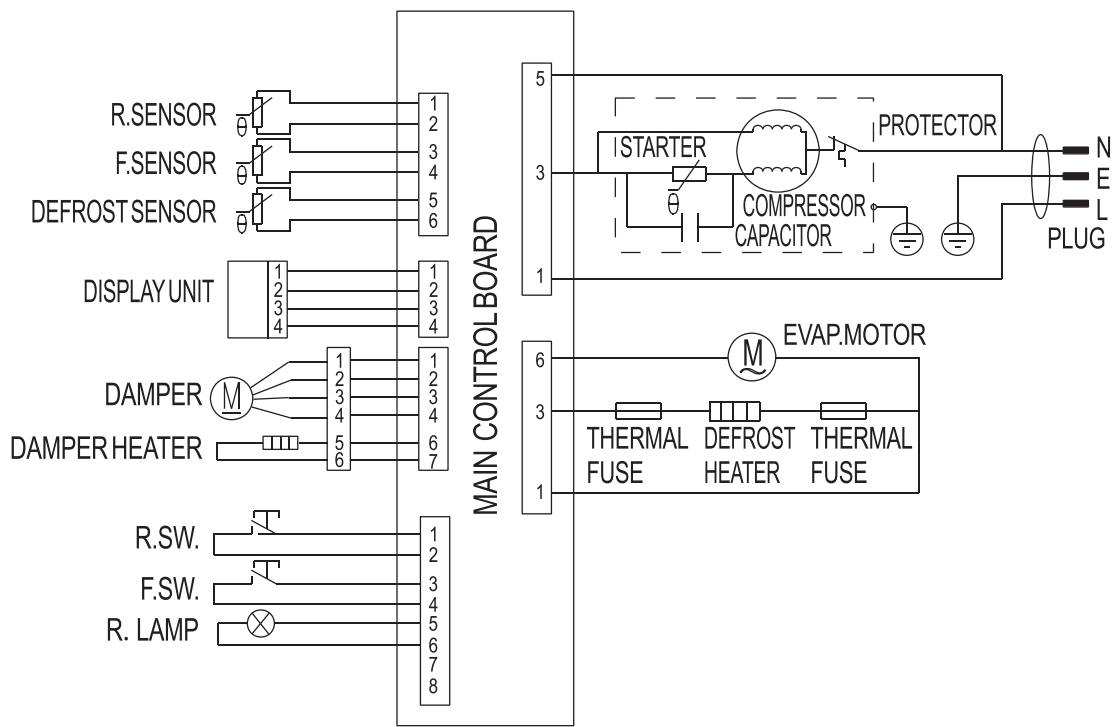 R.SENSOR
θ
F.SENSOR
θ
DEFROST SENSOR
θ
1
2
3
4
5
6
DISPLAY UNIT
1
2
3
4
1
2
3
4
DAMPER
M
DAMPER HEATER
1
2
3
4
5
6
1
2
3
4
6
7
R.SW.
F.SW.
R. LAMP
1
2
3
4
5
6
7
8
MAIN CONTROL BOARD
5
3
1
STARTER
θ
COMPRESSOR
CAPACITOR
PROTECTOR
N
E
L
PLUG
6
3
1
M
EVAP.MOTOR
THERMAL
FUSE
DEFROST
HEATER
THERMAL
FUSE